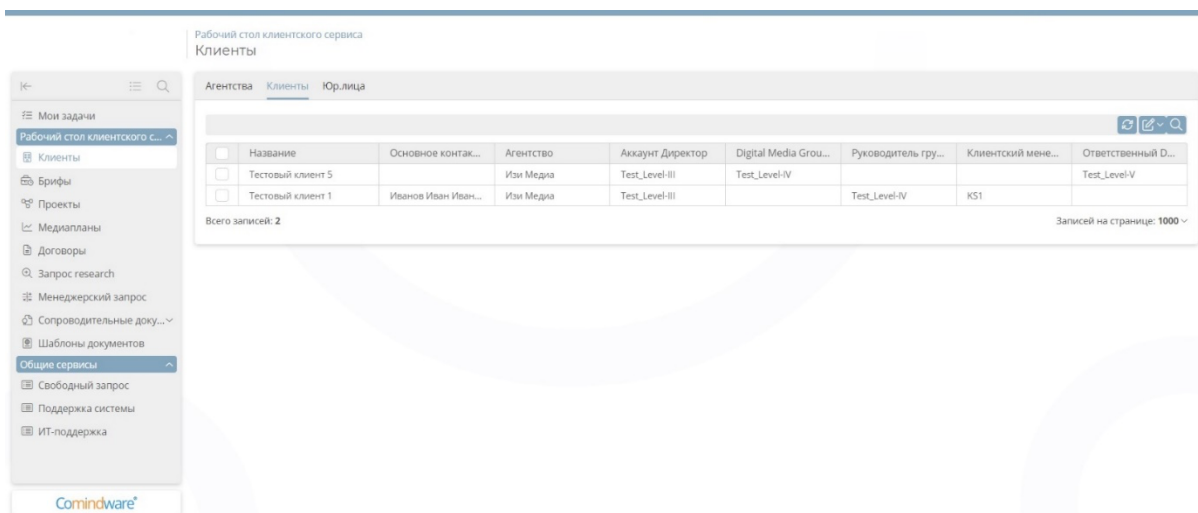 Рабочий стол клиентского сервиса
Клиенты
Агентства Клиенты Юр.лица
Мои задачи
Рабочий стол клиентского с...
Клиенты
Брифы
Проекты
Медиапланы
Договоры
Запрос research
Менеджерский запрос
Сопроводительные доку...
Шаблоны документов
Общие сервисы
Свободный запрос
Поддержка системы
ИТ-поддержка
Comindware®
Название Основное контак... Агентство Аккаунт Директор Digital Media Grou... Руководитель гру... Клиентский мене... Ответственный D...
Тестовый клиент 5 Изи Медиа Test_Level-III Test_Level-IV Test_Level-V
Тестовый клиент 1 Иванов Иван Иван... Изи Медиа Test_Level-III Test_Level-IV KS1
Всего записей: 2 Записей на странице: 1000